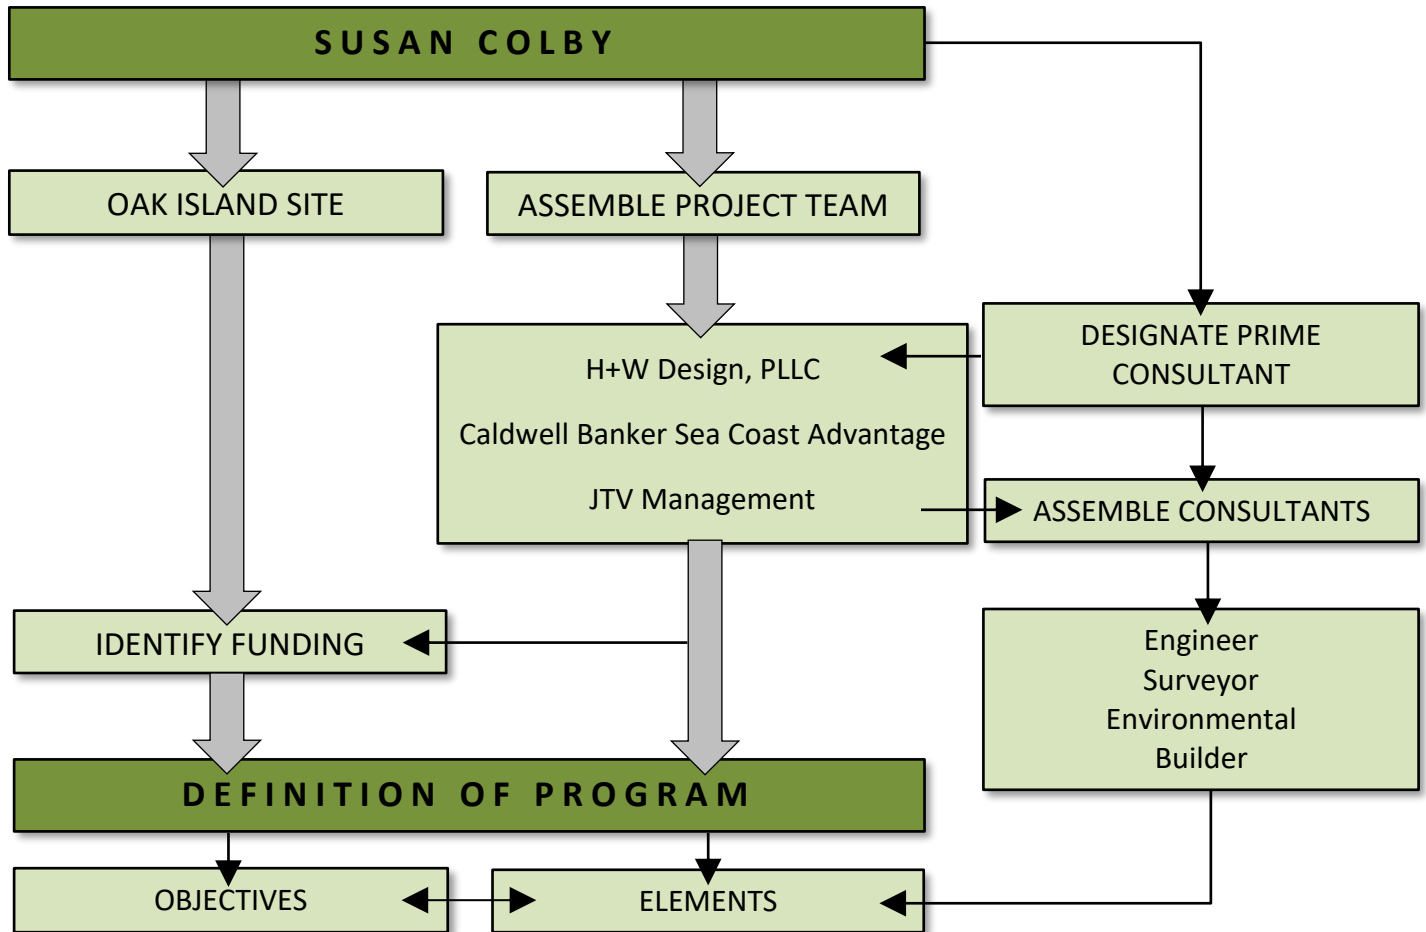 SUSAN COLBY
OAK ISLAND SITE
ASSEMBLE PROJECT TEAM
DESIGNATE PRIME
CONSULTANT
H+W Design, PLLC
Caldwell Banker Sea Coast Advantage
JTV Management
ASSEMBLE CONSULTANTS
IDENTIFY FUNDING
Engineer
Surveyor
Environmental
Builder
DEFINITION OF PROGRAM
OBJECTIVES
ELEMENTS